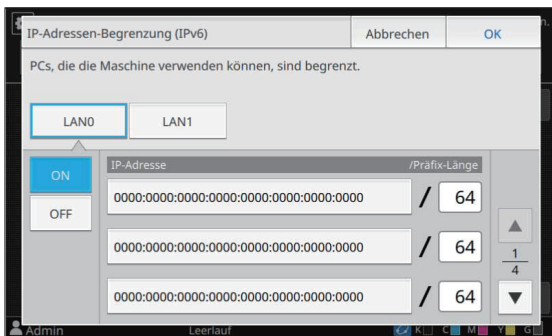 IP-Adressen-Begrenzung (IPv6)
Abbrechen
OK
PCs, die die Maschine verwenden können, sind begrenzt.
LAN0
LAN1
ON
OFF
IP-Adresse
/Präfix-Länge
0000:0000:0000:0000:0000:0000:0000:0000 / 64
0000:0000:0000:0000:0000:0000:0000:0000 / 64
0000:0000:0000:0000:0000:0000:0000:0000 / 64
1
4
Admin
Leerlauf
K C M Y G